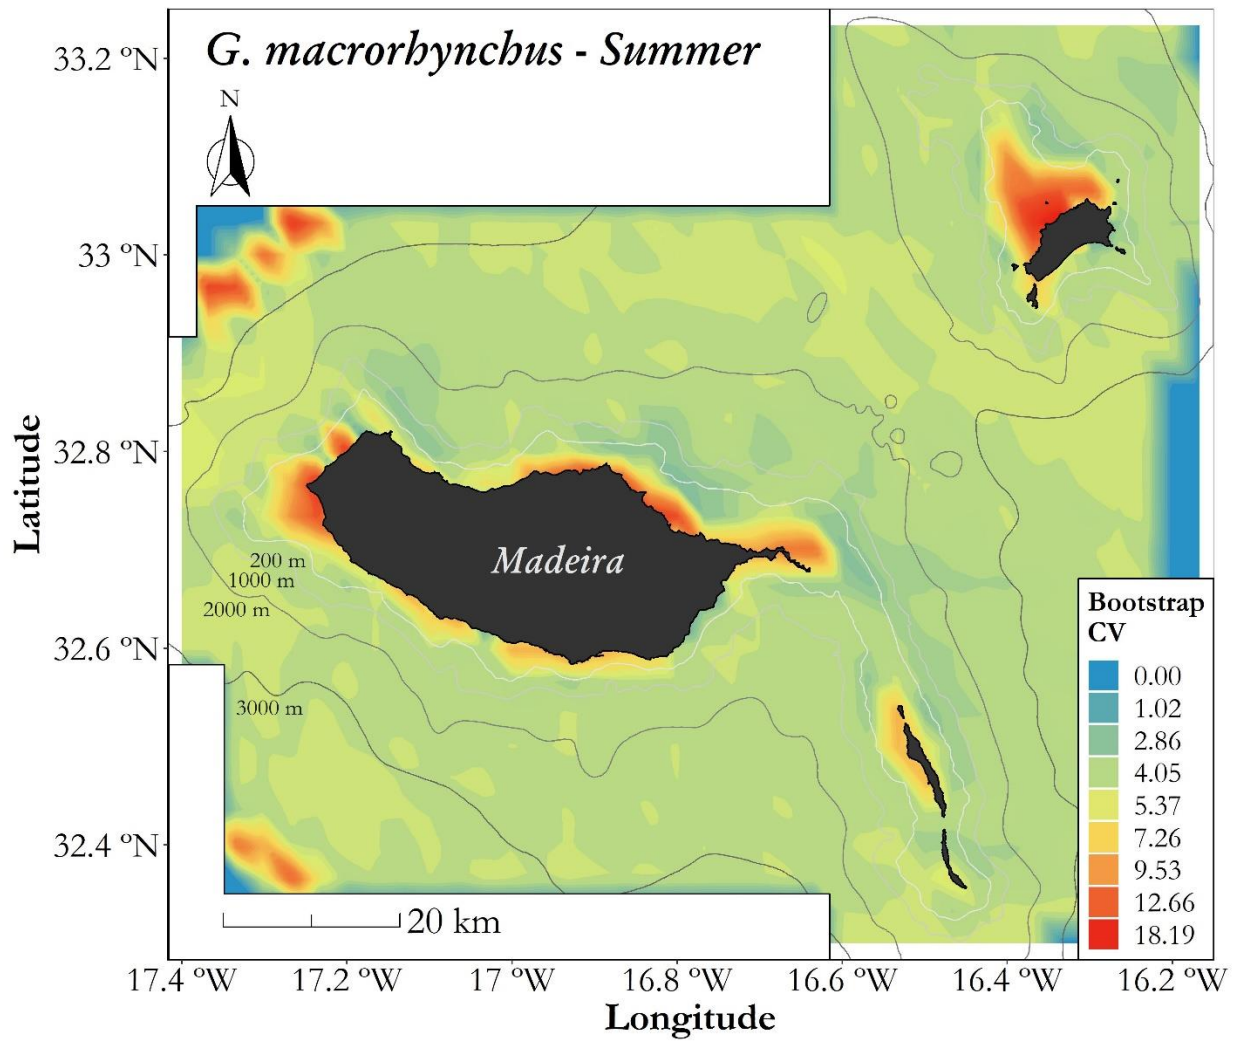 G. macrorhynchus - Summer
N
33.2 ºN
33 ºN
32.8 ºN
32.6 ºN
32.4 ºN
Latitude
Madeira
200 m
1000 m
2000 m
3000 m
20 km
Bootstrap
CV
0.00
1.02
2.86
4.05
5.37
7.26
9.53
12.66
18.19
17.4 ºW
17.2 ºW
17 ºW
16.8 ºW
16.6 ºW
16.4 ºW
16.2 ºW
Longitude